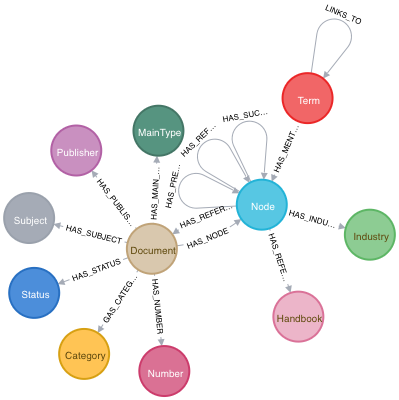 LINKS_TO
Term
HAS_SUC...
HAS_REF...
HAS_MENT...
MainType
Publisher
HAS_PRE...
HAS_MAIN...
HAS_PUBLIS...
HAS_REFER...
Node
HAS_INDU...
Industry
Subject
HAS_SUBJECT
HAS_NODE
Document
HAS_STATUS
HAS_REFE...
Status
GAS_CATEG...
HAS_NUMBER
Handbook
Category
Number